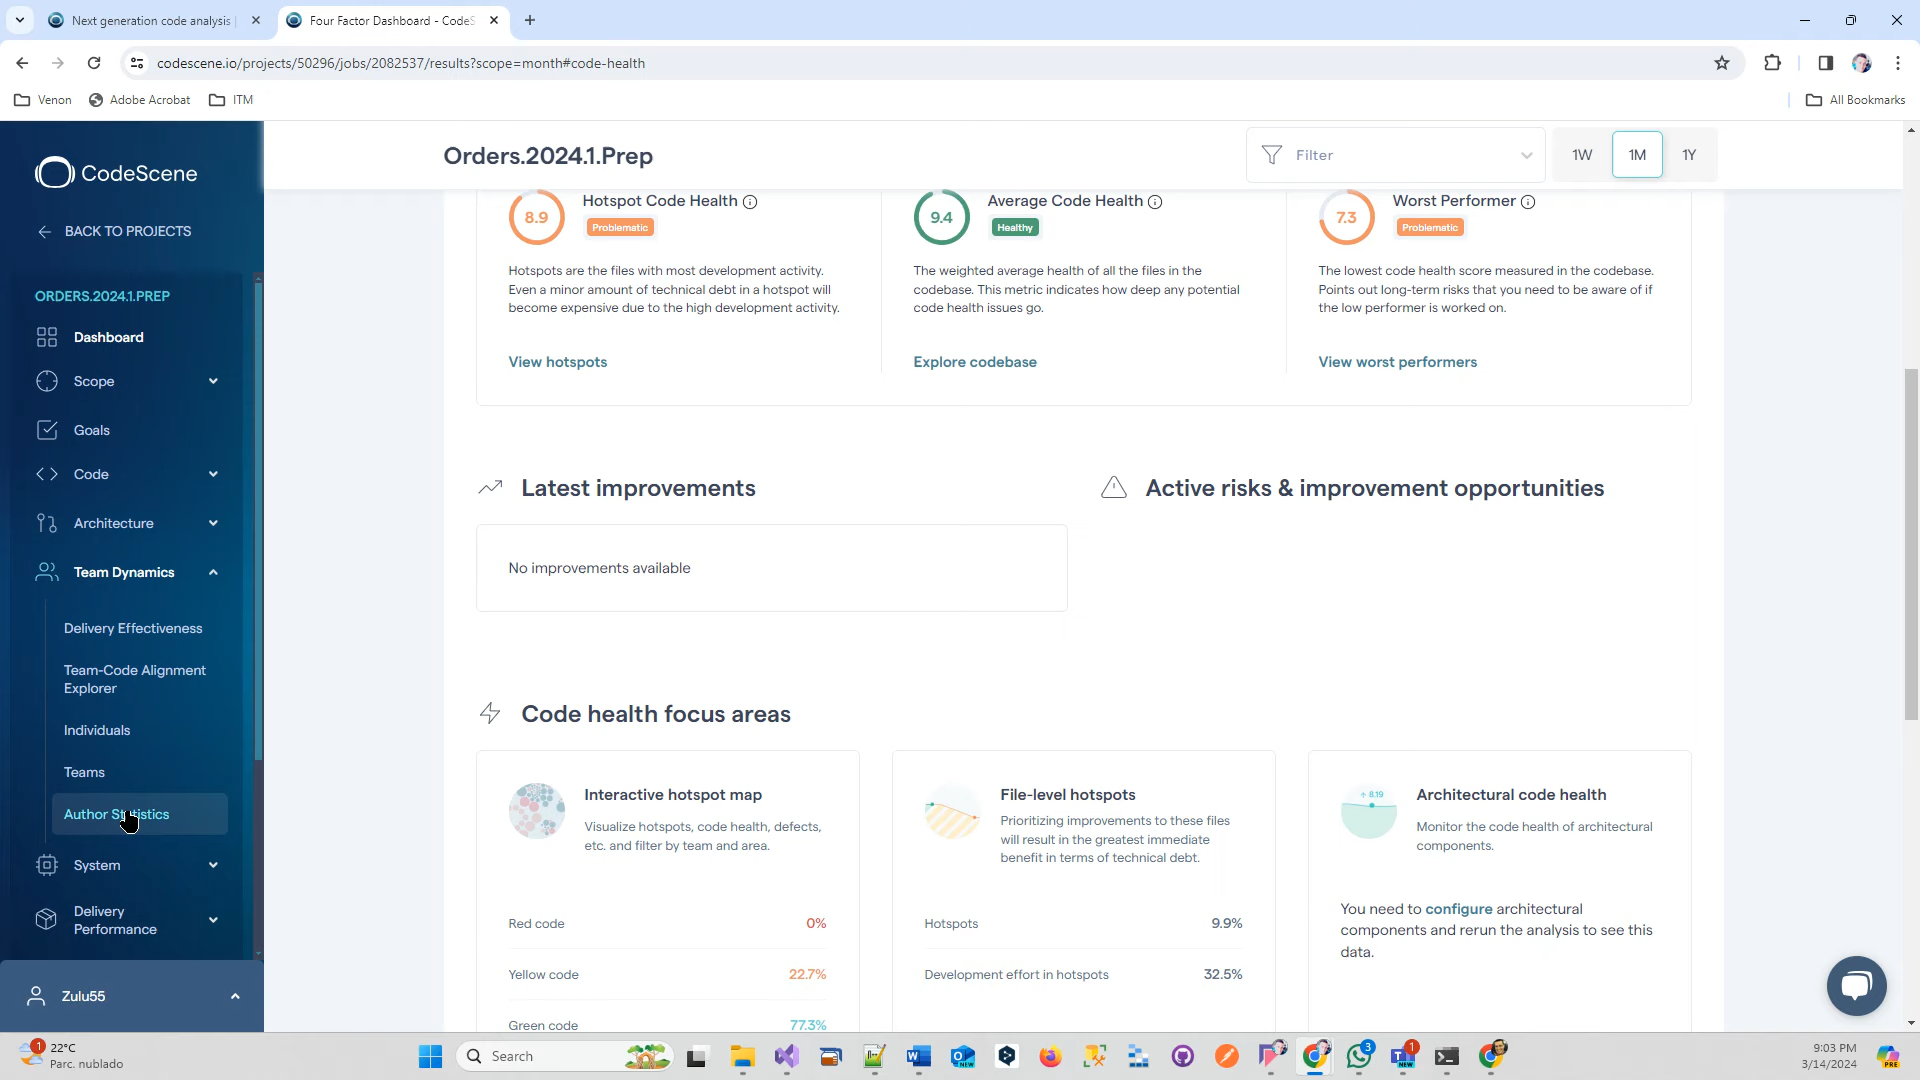 Next generation code analysis
Four Factor Dashboard - CodeS
codescene.io/projects/50296/jobs/2082537/results?scope=month#code-health
Venon
Adobe Acrobat
ITM
All Bookmarks
CodeScene
BACK TO PROJECTS
ORDERS.2024.1.PREP
Dashboard
Scope
Goals
Code
Architecture
Team Dynamics
Delivery Effectiveness
Team-Code Alignment
Explorer
Individuals
Teams
Author Statistics
System
Delivery
Performance
Zulu55
Orders.2024.1.Prep
Filter
1W
1M
1Y
8.9
Hotspot Code Health
Problematic
Hotspots are the files with most development activity.
Even a minor amount of technical debt in a hotspot will
become expensive due to the high development activity.
View hotspots
9.4
Average Code Health
Healthy
The weighted average health of all the files in the
codebase. This metric indicates how deep any potential
code health issues go.
Explore codebase
7.3
Worst Performer
Problematic
The lowest code health score measured in the codebase.
Points out long-term risks that you need to be aware of if
the low performer is worked on.
View worst performers
Latest improvements
No improvements available
Active risks & improvement opportunities
Code health focus areas
Interactive hotspot map
Visualize hotspots, code health, defects,
etc. and filter by team and area.
Red code 0%
Yellow code 22.7%
Green code 77.3%
File-level hotspots
Prioritizing improvements to these files
will result in the greatest immediate
benefit in terms of technical debt.
Hotspots 9.9%
Development effort in hotspots 32.5%
↑ 8.19
Architectural code health
Monitor the code health of architectural
components.
You need to configure architectural
components and rerun the analysis to see this
data.
1
22°C
Parc. nublado
Search
NEW
3
1
NEW
9:03 PM
3/14/2024
PRE